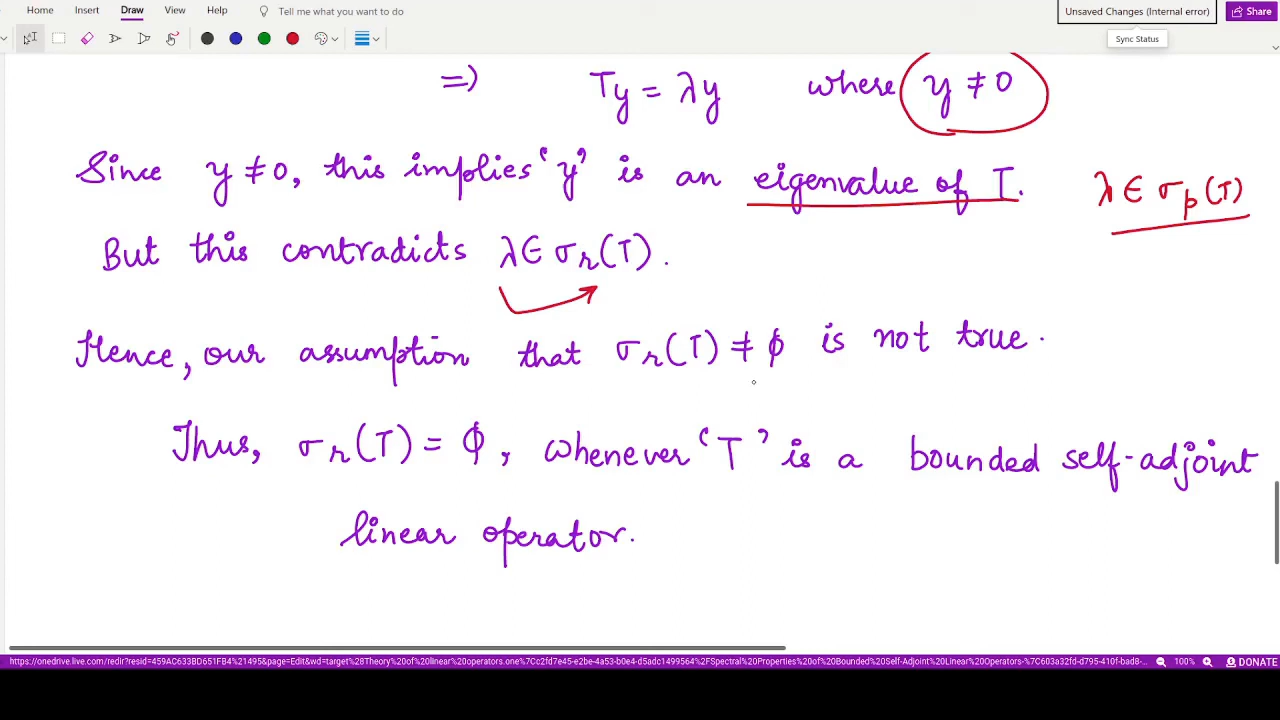 Home Insert Draw View Help Tell me what you want to do Unsaved Changes (Internal error) Share
Sync Status
=) Ty = λy where y ≠ 0
Since y ≠ 0, this implies 'y' is an eigenvalue of T. λ ∈ σp(T)
But this contradicts λ ∈ σr(T).
Hence, our assumption that σr(T) ≠ ϕ is not true.
Thus, σr(T) = ϕ, whenever 'T' is a bounded self-adjoint
linear operator.
100% DONATE